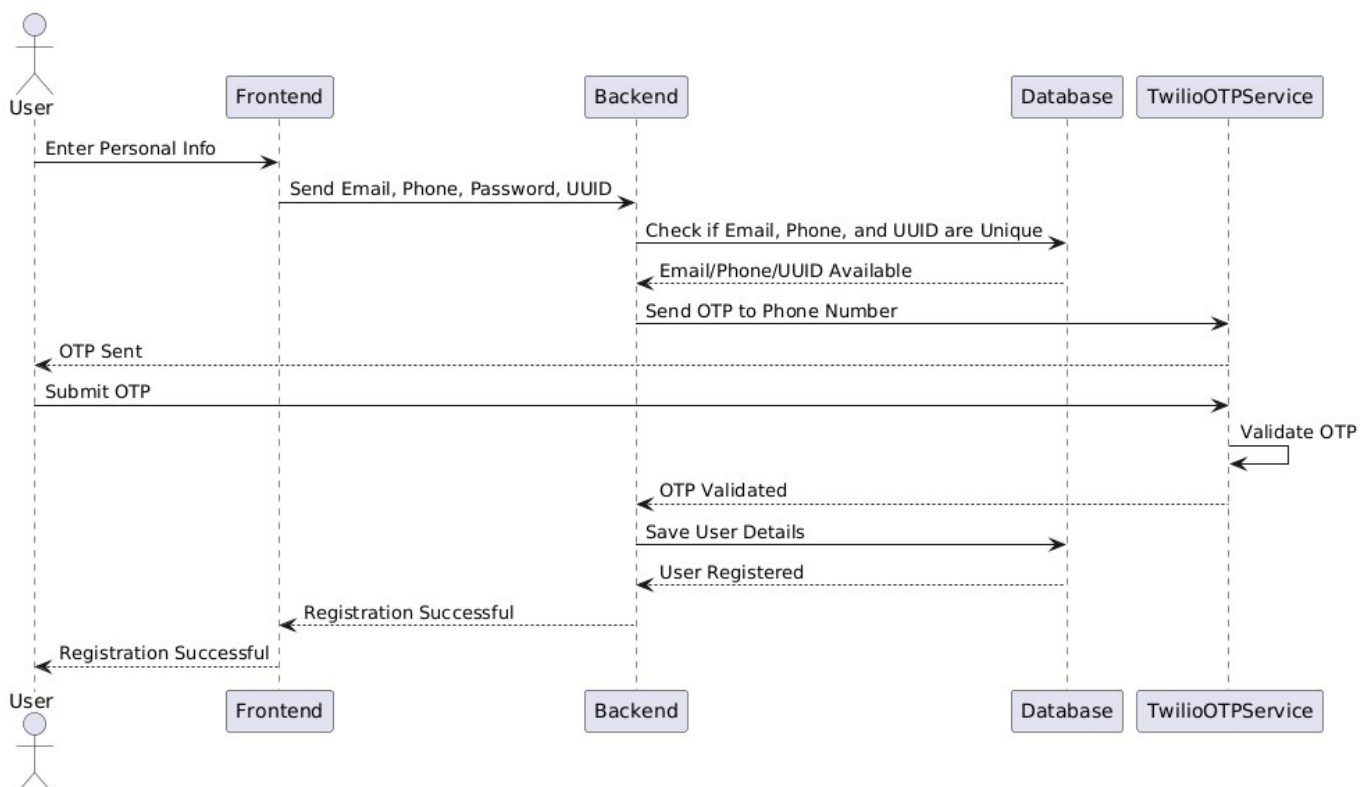 User
Frontend
Backend
Database
TwilioOTPService
Enter Personal Info
Send Email, Phone, Password, UUID
Check if Email, Phone, and UUID are Unique
Email/Phone/UUID Available
Send OTP to Phone Number
OTP Sent
Submit OTP
Validate OTP
OTP Validated
Save User Details
User Registered
Registration Successful
Registration Successful
User
Frontend
Backend
Database
TwilioOTPService